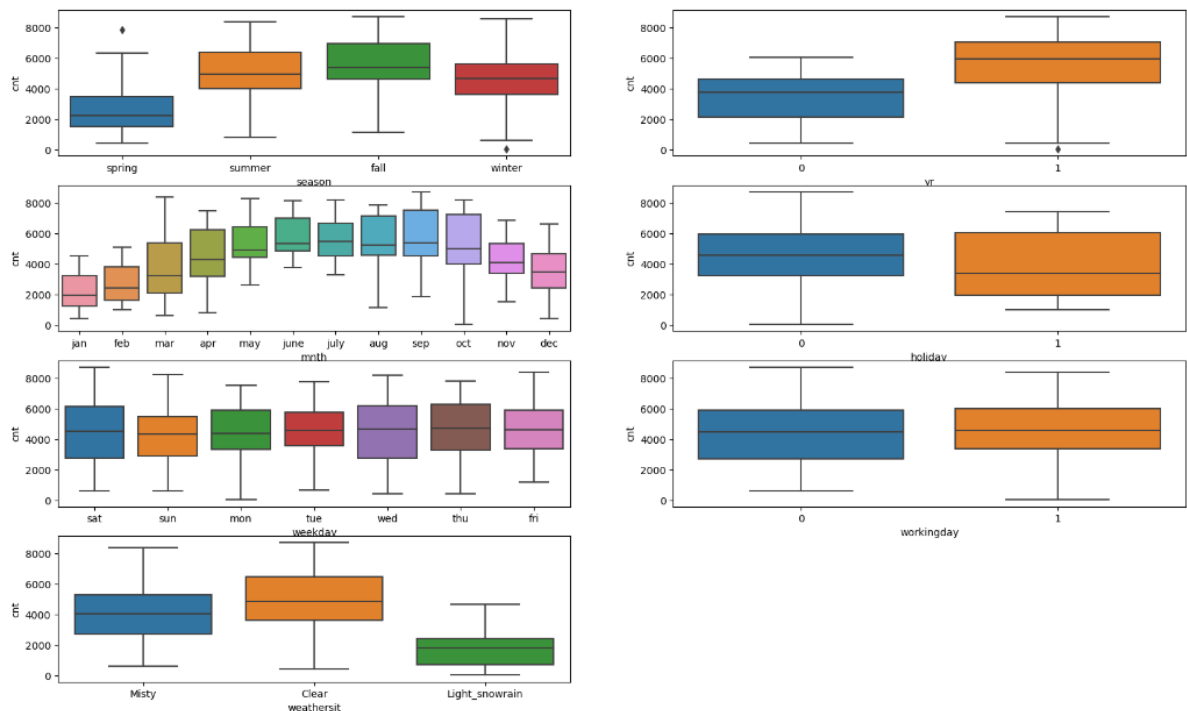 8000
6000
4000
2000
0
cnt
spring summer fall winter
season
8000
6000
4000
2000
0
cnt
0 1
yr
8000
6000
4000
2000
0
cnt
jan feb mar apr may june july aug sep oct nov dec
mnth
8000
6000
4000
2000
0
cnt
0 1
holiday
8000
6000
4000
2000
0
cnt
sat sun mon tue wed thu fri
weekday
8000
6000
4000
2000
0
cnt
0 1
workingday
8000
6000
4000
2000
0
cnt
Misty Clear Light_snowrain
weathersit